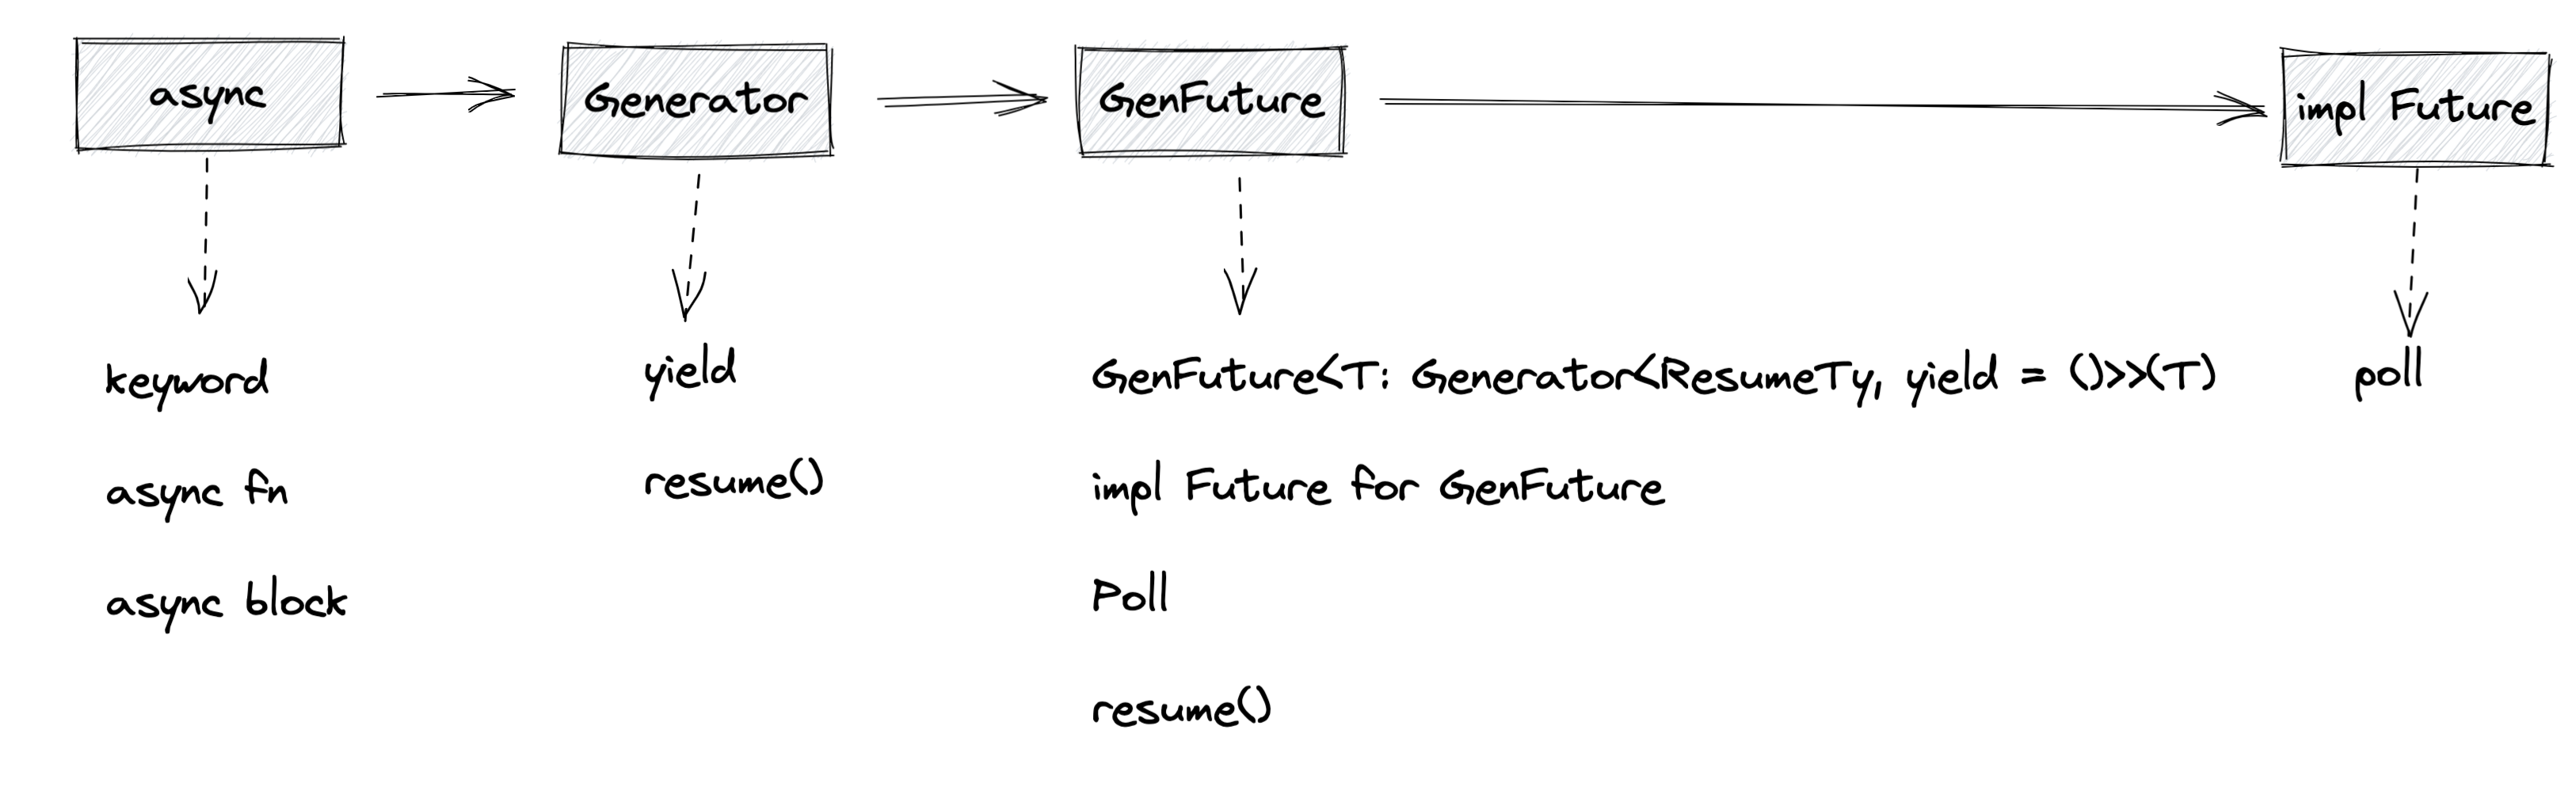 async
Generator
GenFuture
impl Future
keyword
async fn
async block
yield
resume()
GenFuture<T: Generator<ResumeTy, yield = ()>>(T)
impl Future for GenFuture
Poll
resume()
poll